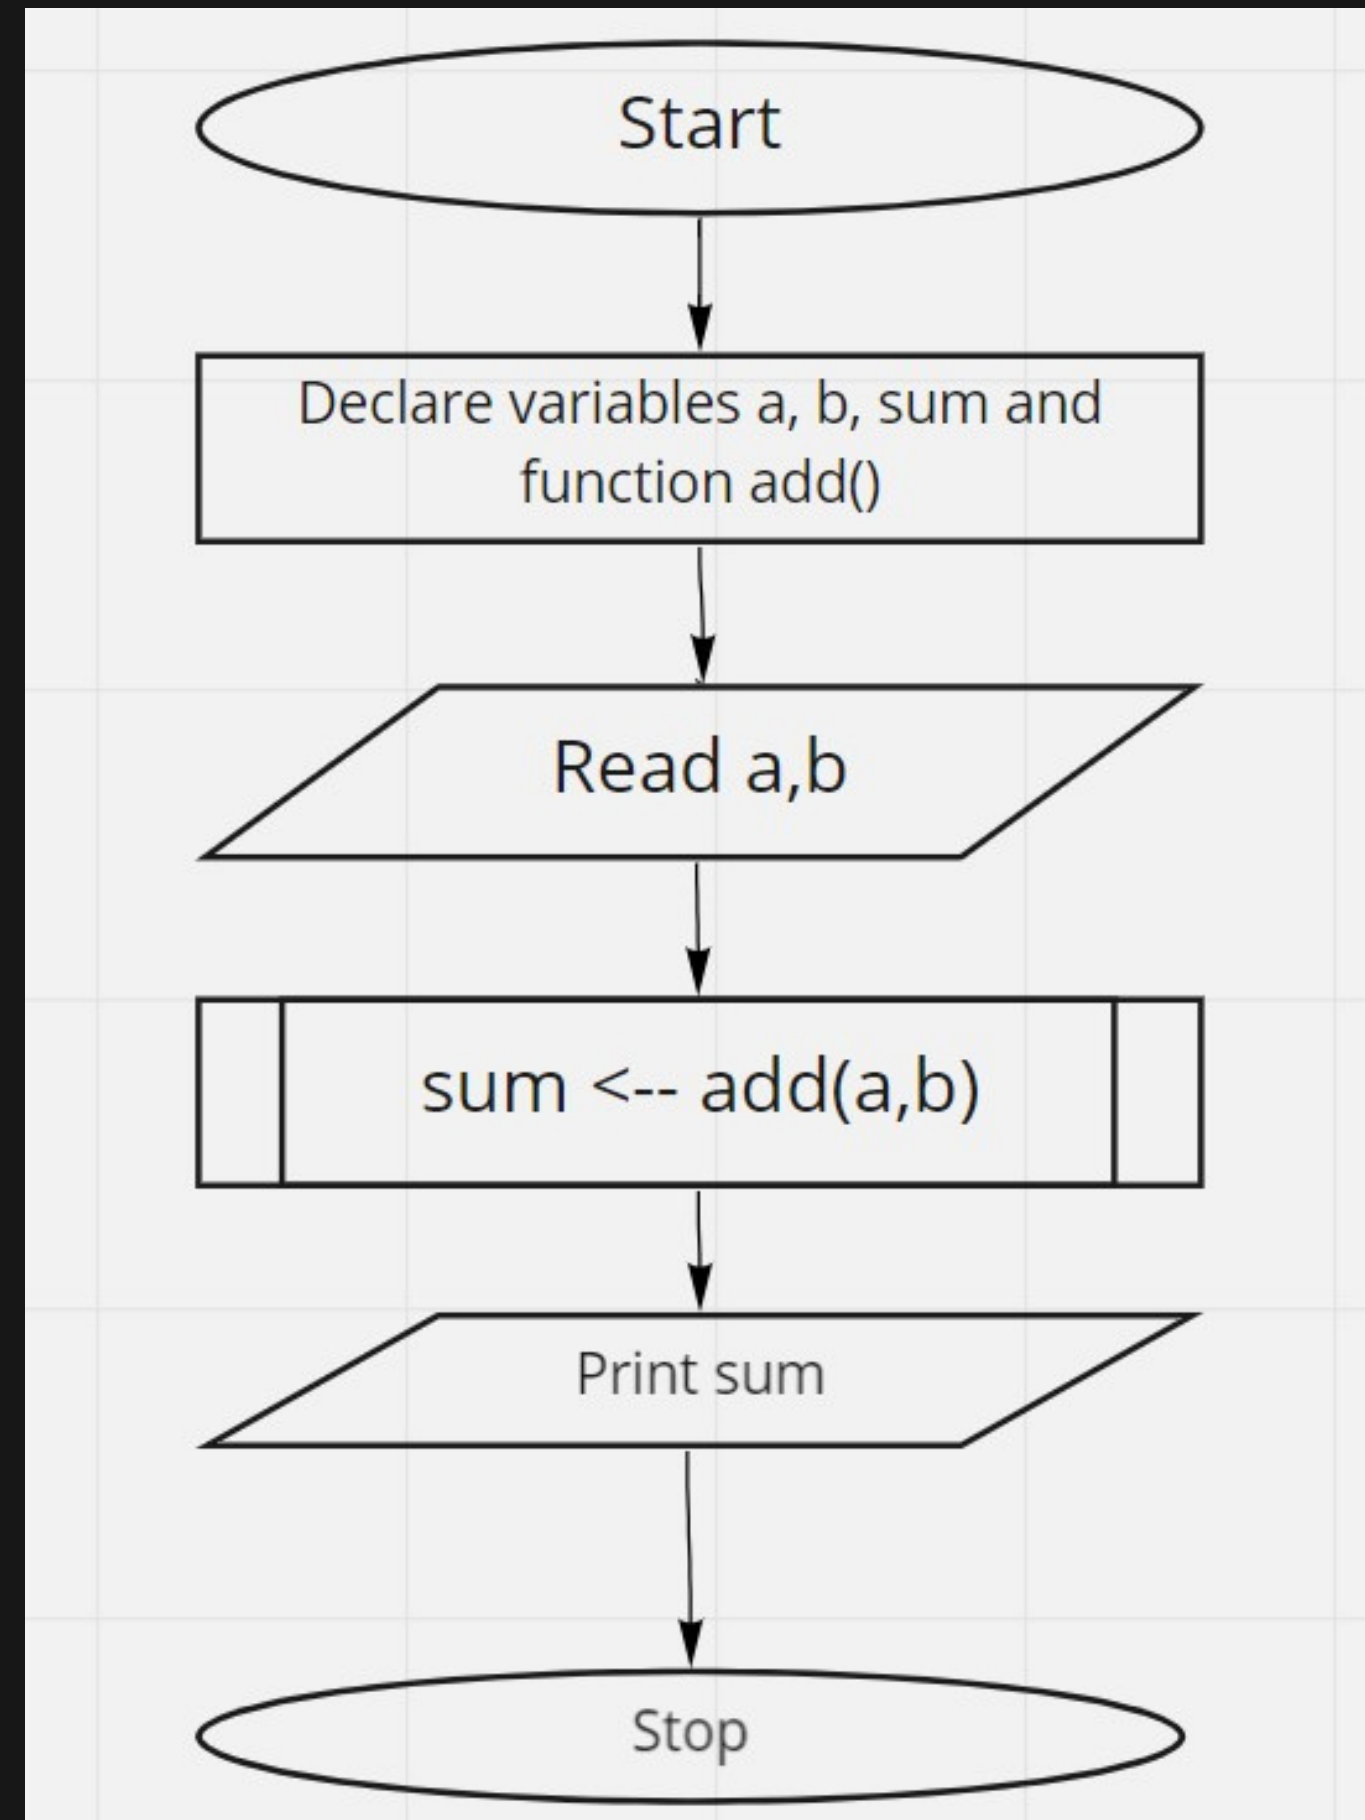 Start
Declare variables a, b, sum and
function add()
Read a,b
sum <-- add(a,b)
Print sum
Stop